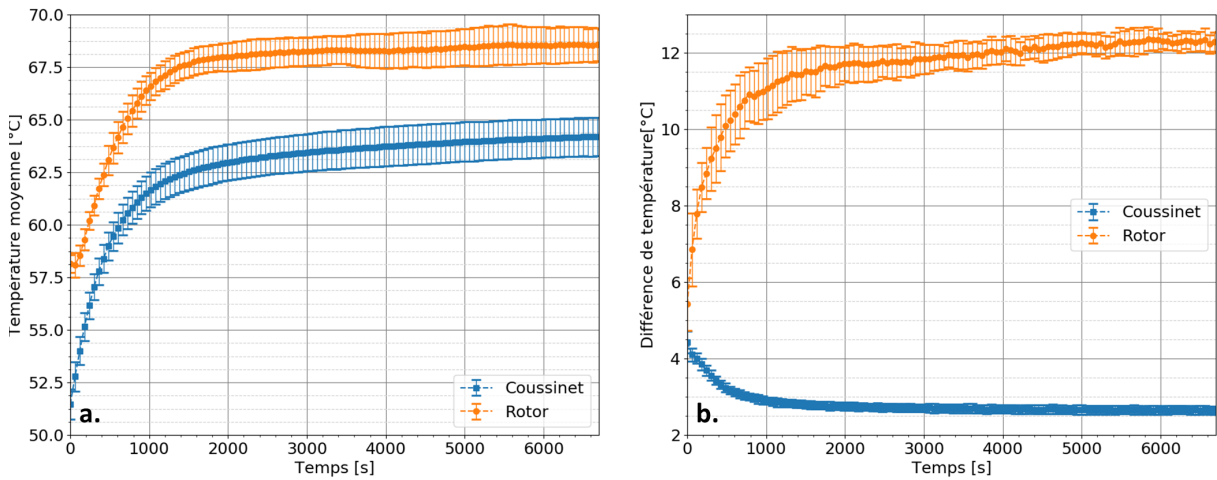 70.0
67.5
65.0
62.5
60.0
57.5
55.0
52.5
50.0
Température moyenne [°C]
0
1000
2000
3000
4000
5000
6000
Temps [s]
Coussinet
Rotor
a.
12
10
8
6
4
2
Différence de température[°C]
0
1000
2000
3000
4000
5000
6000
Temps [s]
Coussinet
Rotor
b.